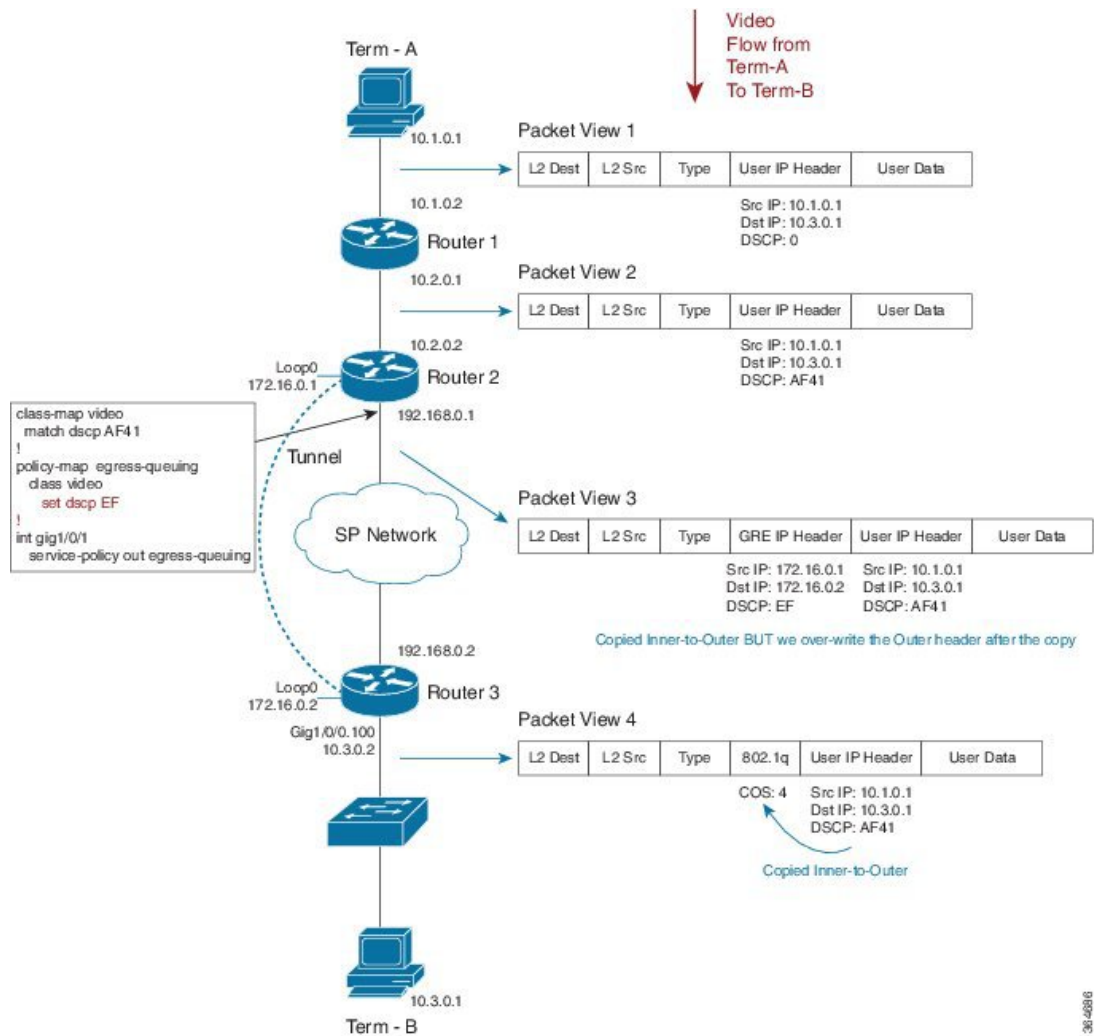 Video
Flow from
Term-A
To Term-B
Term - A
10.1.0.1
Packet View 1
L2 Dest L2 Src Type User IP Header User Data
Src IP: 10.1.0.1
Dst IP: 10.3.0.1
DSCP: 0
10.1.0.2
Router 1
10.2.0.1
Packet View 2
L2 Dest L2 Src Type User IP Header User Data
Src IP: 10.1.0.1
Dst IP: 10.3.0.1
DSCP: AF41
10.2.0.2
Loop0
172.16.0.1
Router 2
192.168.0.1
class-map video
match dscp AF41
!
policy-map egress-queuing
class video
set dscp EF
!
int gig1/0/1
service-policy out egress-queuing
Tunnel
SP Network
Packet View 3
L2 Dest L2 Src Type GRE IP Header User IP Header User Data
Src IP: 172.16.0.1 Src IP: 10.1.0.1
Dst IP: 172.16.0.2 Dst IP: 10.3.0.1
DSCP: EF DSCP: AF41
Copied Inner-to-Outer BUT we over-write the Outer header after the copy
192.168.0.2
Loop0
172.16.0.2
Router 3
Gig1/0/0.100
10.3.0.2
Packet View 4
L2 Dest L2 Src Type 802.1q User IP Header User Data
COS: 4 Src IP: 10.1.0.1
Dst IP: 10.3.0.1
DSCP: AF41
Copied Inner-to-Outer
10.3.0.1
Term - B
364686